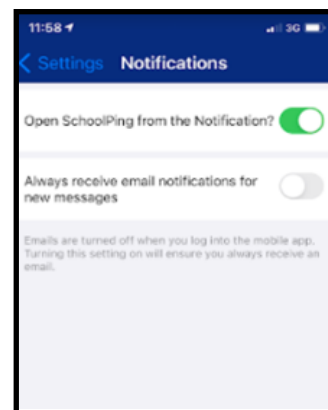 11:58
3G
Settings
Notifications
Open SchoolPing from the Notification?
Always receive email notifications for
new messages
Emails are turned off when you log into the mobile app.
Turning this setting on will ensure you always receive an
email.